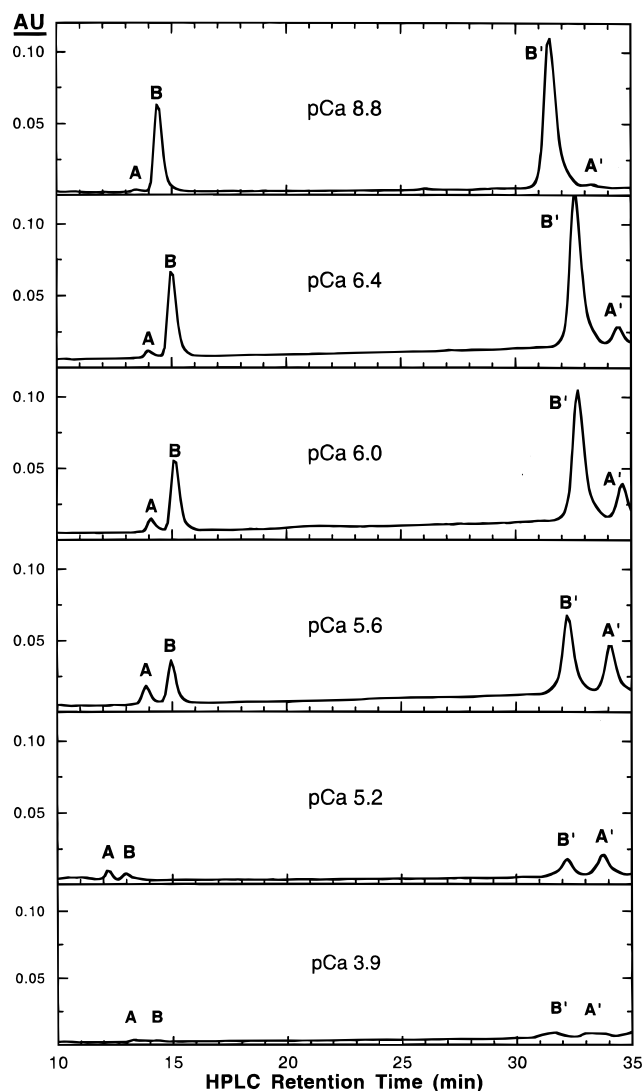 AU
0.10
B'
B
pCa 8.8
0.05
A
A'
0.10
B'
B
pCa 6.4
0.05
A
A'
0.10
B'
B
pCa 6.0
0.05
A
A'
0.10
B'
pCa 5.6
A'
0.05
B
A
0.10
pCa 5.2
0.05
A B
B' A'
0.10
pCa 3.9
0.05
A B
B' A'
10 15 20 25 30 35
HPLC Retention Time (min)